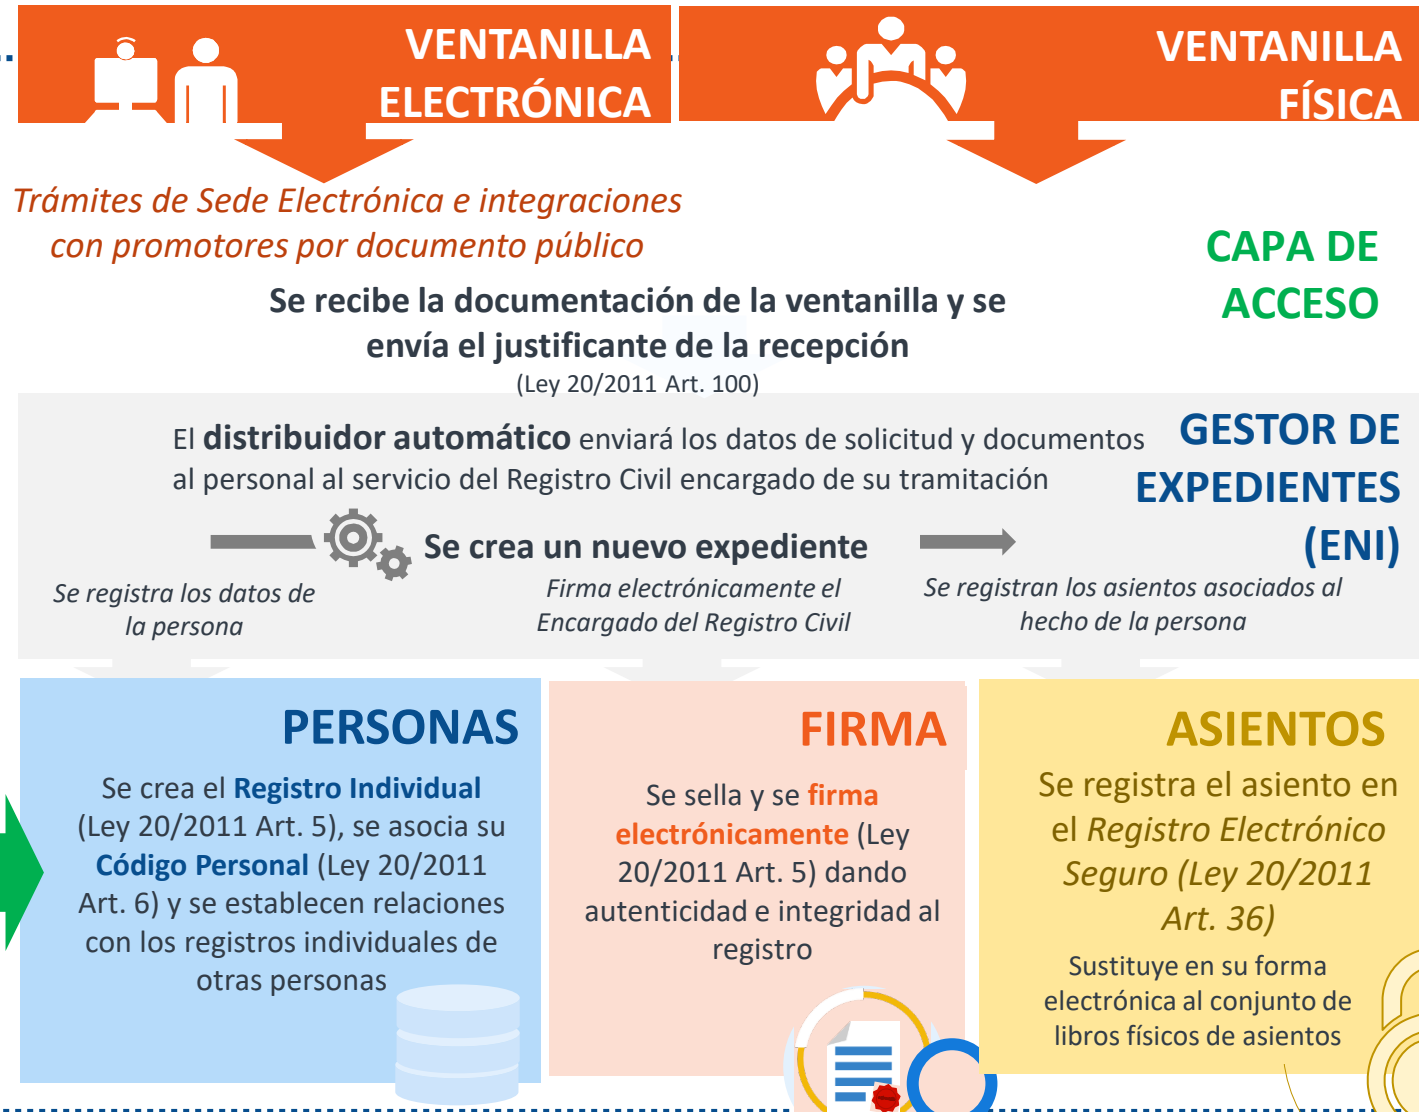 VENTANILLA
ELECTRÓNICA
VENTANILLA
FÍSICA
Trámites de Sede Electrónica e integraciones
con promotores por documento público
CAPA DE
ACCESO
Se recibe la documentación de la ventanilla y se
envía el justificante de la recepción
(Ley 20/2011 Art. 100)
El distribuidor automático enviará los datos de solicitud y documentos
al personal al servicio del Registro Civil encargado de su tramitación
GESTOR DE
EXPEDIENTES
(ENI)
Se crea un nuevo expediente
Se registra los datos de
la persona
Firma electrónicamente el
Encargado del Registro Civil
Se registran los asientos asociados al
hecho de la persona
PERSONAS
Se crea el Registro Individual
(Ley 20/2011 Art. 5), se asocia su
Código Personal (Ley 20/2011
Art. 6) y se establecen relaciones
con los registros individuales de
otras personas
FIRMA
Se sella y se firma
electrónicamente (Ley
20/2011 Art. 5) dando
autenticidad e integridad al
registro
ASIENTOS
Se registra el asiento en
el Registro Electrónico
Seguro (Ley 20/2011
Art. 36)
Sustituye en su forma
electrónica al conjunto de
libros físicos de asientos